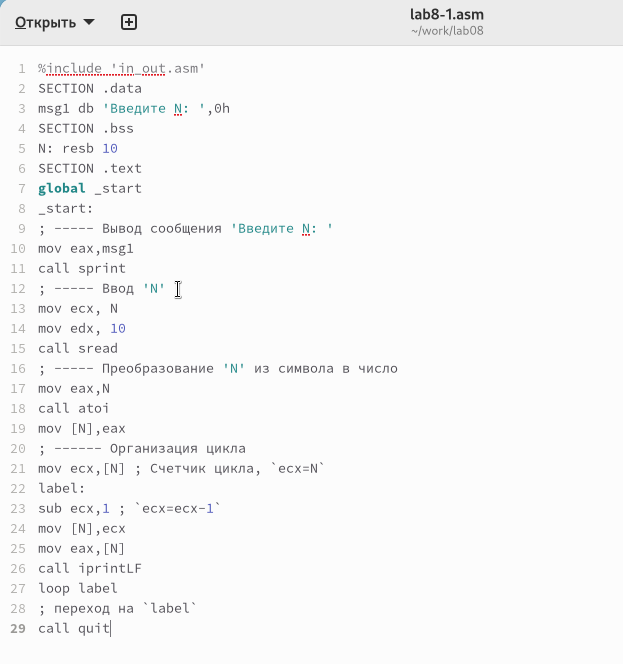 Открыть
lab8-1.asm
~/work/lab08
1 %include 'in_out.asm'
2 SECTION .data
3 msg1 db 'Введите N: ',0h
4 SECTION .bss
5 N: resb 10
6 SECTION .text
7 global _start
8 _start:
9 ; ----- Вывод сообщения 'Введите N: '
10 mov eax,msg1
11 call sprint
12 ; ----- Ввод 'N'
13 mov ecx, N
14 mov edx, 10
15 call sread
16 ; ----- Преобразование 'N' из символа в число
17 mov eax,N
18 call atoi
19 mov [N],eax
20 ; ------ Организация цикла
21 mov ecx,[N] ; Счетчик цикла, `ecx=N`
22 label:
23 sub ecx,1 ; `ecx=ecx-1`
24 mov [N],ecx
25 mov eax,[N]
26 call iprintLF
27 loop label
28 ; переход на `label`
29 call quit